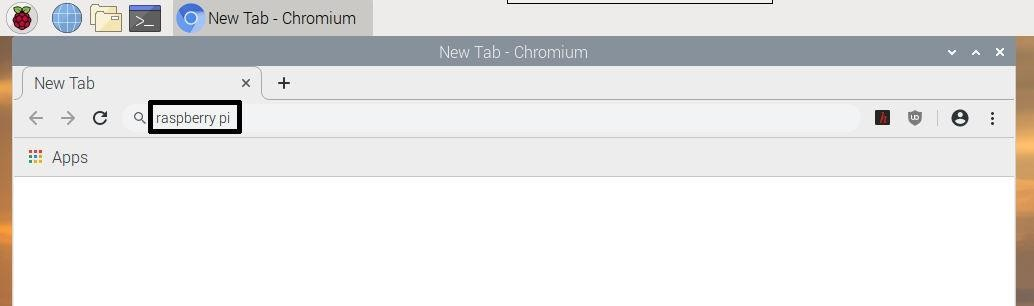 New Tab - Chromium
New Tab - Chromium
New Tab
raspberry pi
Apps